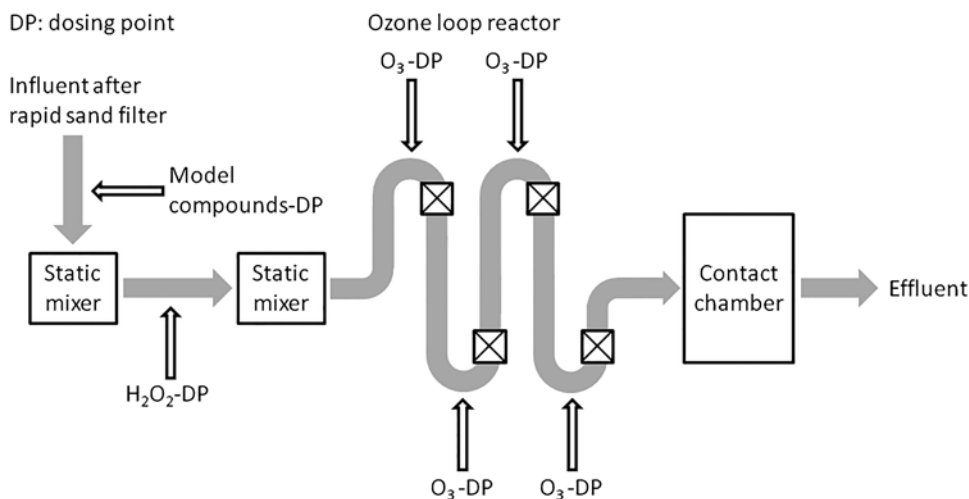 DP: dosing point
Ozone loop reactor
O₃-DP
O₃-DP
Influent after
rapid sand filter
Model
compounds-DP
Static
mixer
Static
mixer
Contact
chamber
Effluent
H₂O₂-DP
O₃-DP
O₃-DP